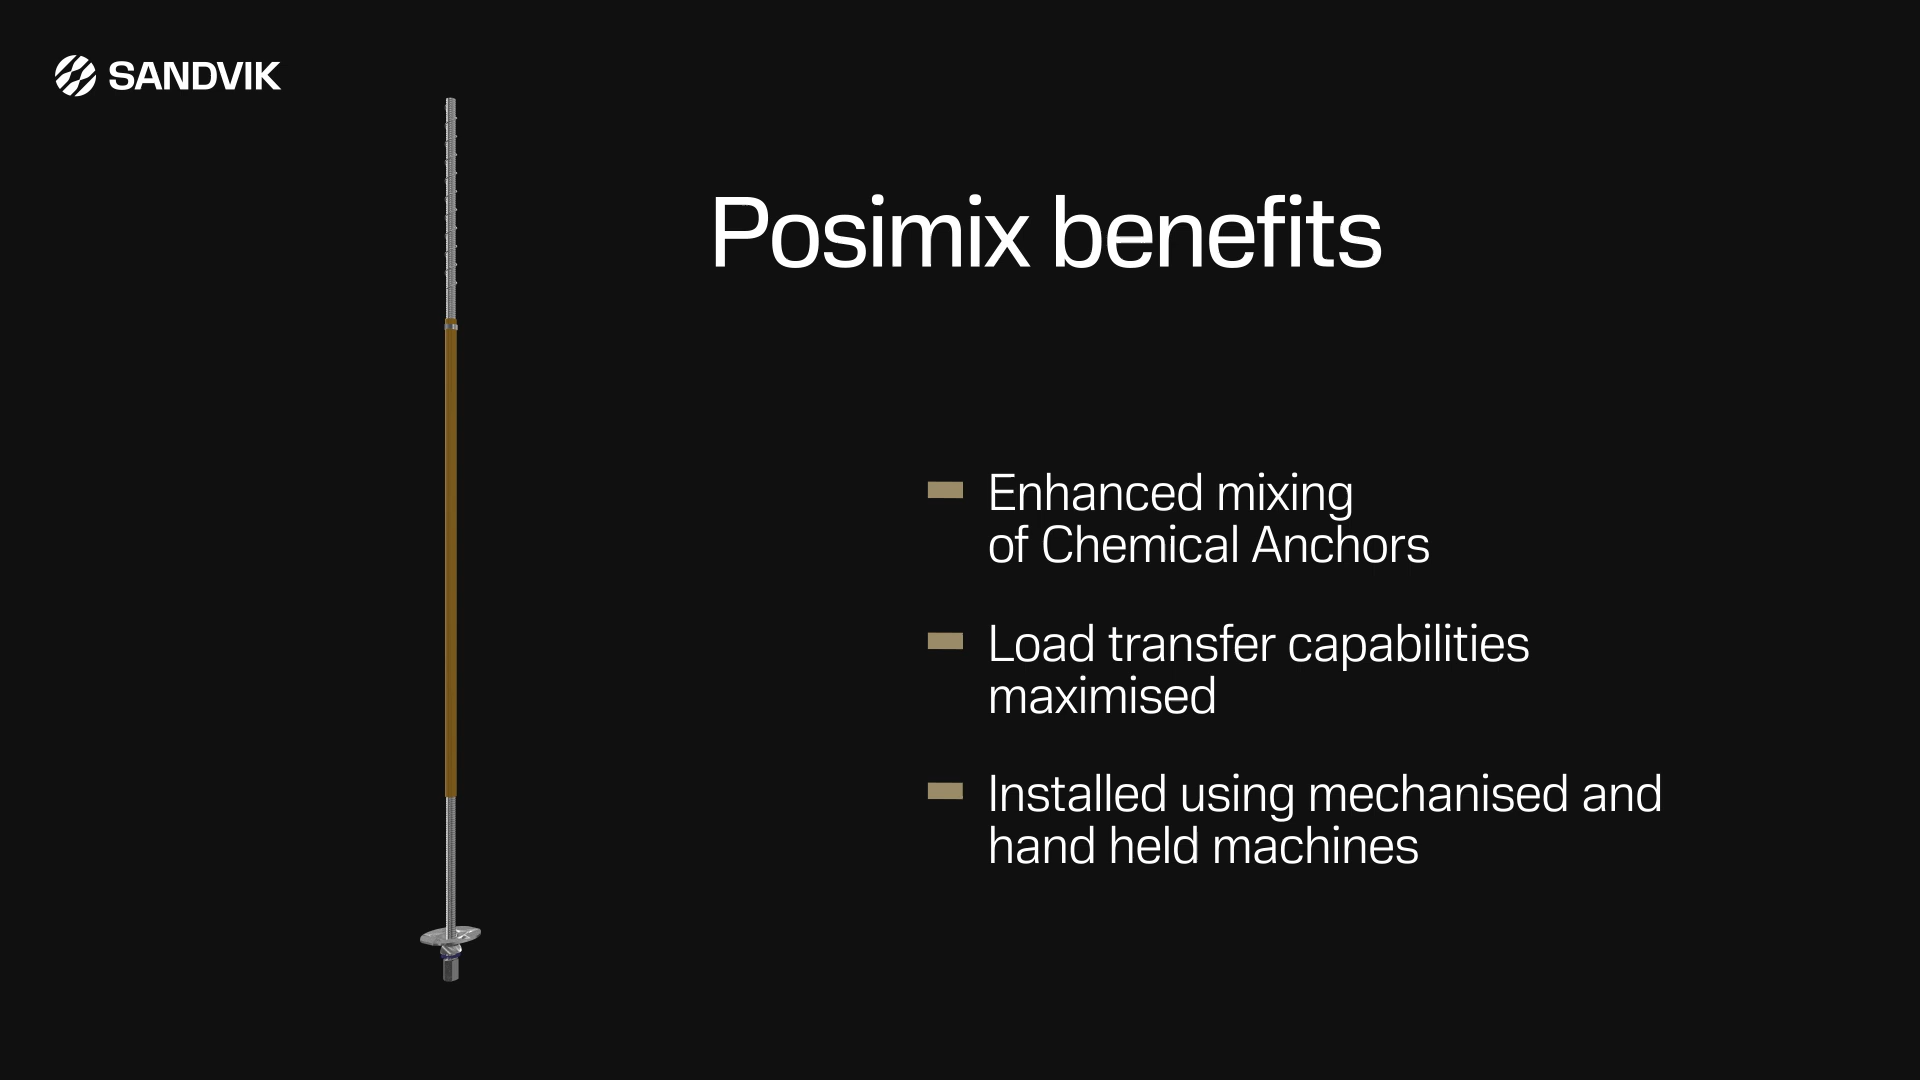 SANDVIK
Posimix benefits
Enhanced mixing
of Chemical Anchors
Load transfer capabilities
maximised
Installed using mechanised and
hand held machines